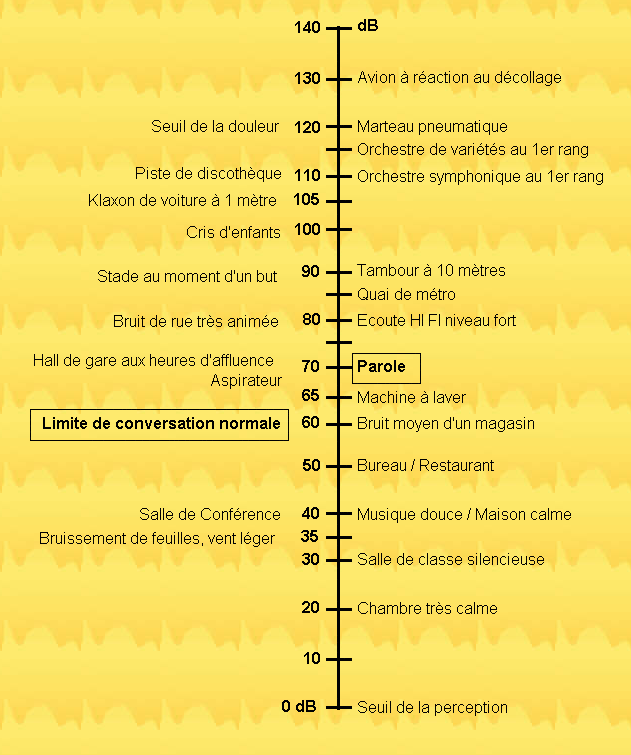 140 dB
130 Avion à réaction au décollage
Seuil de la douleur 120 Marteau pneumatique
Orchestre de variétés au 1er rang
Piste de discothèque 110 Orchestre symphonique au 1er rang
Klaxon de voiture à 1 mètre 105
Cris d'enfants 100
Stade au moment d'un but 90 Tambour à 10 mètres
Quai de métro
Bruit de rue très animée 80 Ecoute HI FI niveau fort
Hall de gare aux heures d'affluence 70 Parole
Aspirateur
65 Machine à laver
Limite de conversation normale 60 Bruit moyen d'un magasin
50 Bureau / Restaurant
Salle de Conférence 40 Musique douce / Maison calme
Bruissement de feuilles, vent léger 35
30 Salle de classe silencieuse
20 Chambre très calme
10
0 dB Seuil de la perception